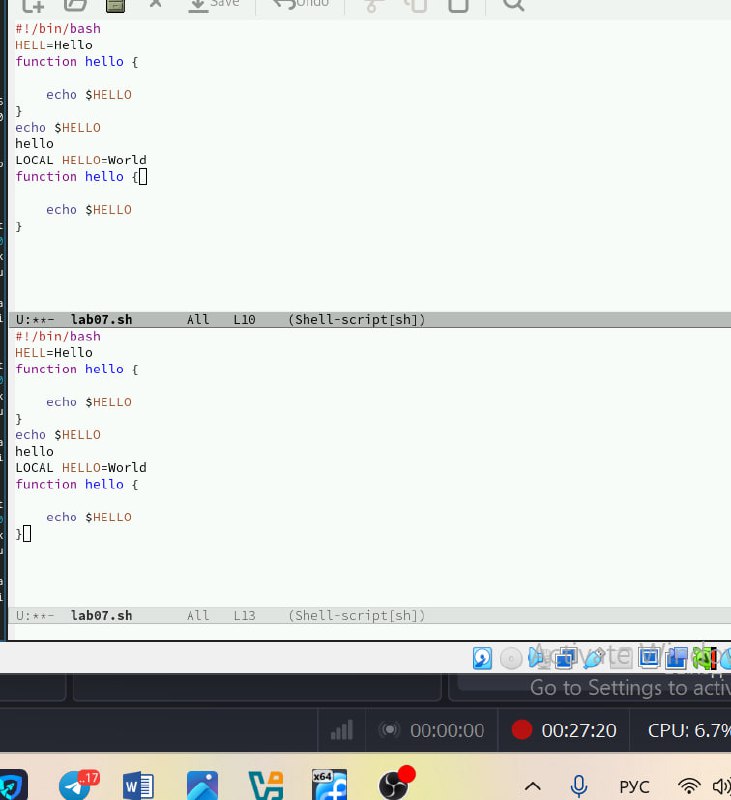 Save Undo
#!/bin/bash
HELL=Hello
function hello {
echo $HELLO
}
echo $HELLO
hello
LOCAL HELLO=World
function hello {
echo $HELLO
}
U:**- lab07.sh All L10 (Shell-script[sh])
#!/bin/bash
HELL=Hello
function hello {
echo $HELLO
}
echo $HELLO
hello
LOCAL HELLO=World
function hello {
echo $HELLO
}
U:**- lab07.sh All L13 (Shell-script[sh])
Activate Windows
Go to Settings to activ
00:00:00 00:27:20 CPU: 6.7%
17 W x64 РУС